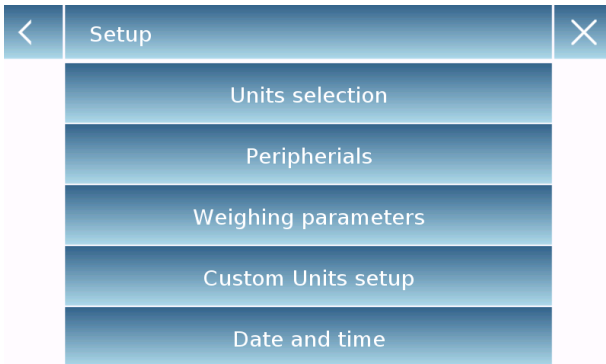 Setup
Units selection
Peripherials
Weighing parameters
Custom Units setup
Date and time